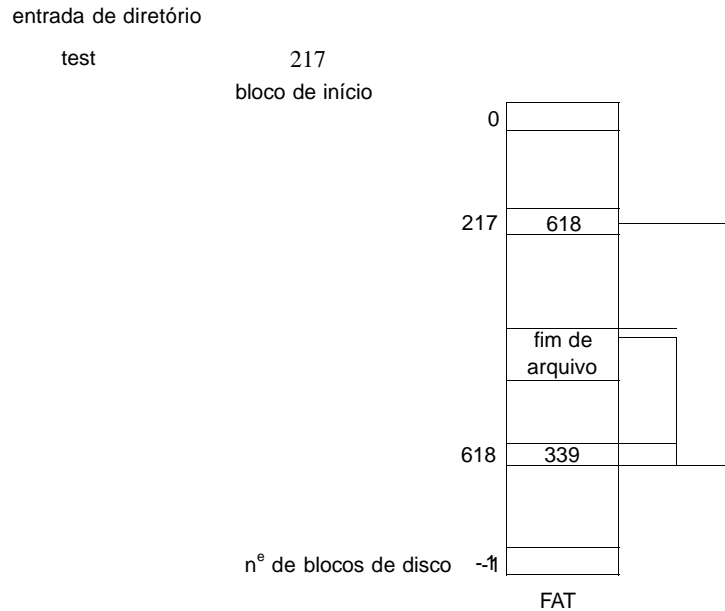 entrada de diretório
test 217
bloco de início
0
217 618
fim de
arquivo
618 339
nᵉ de blocos de disco -1
FAT